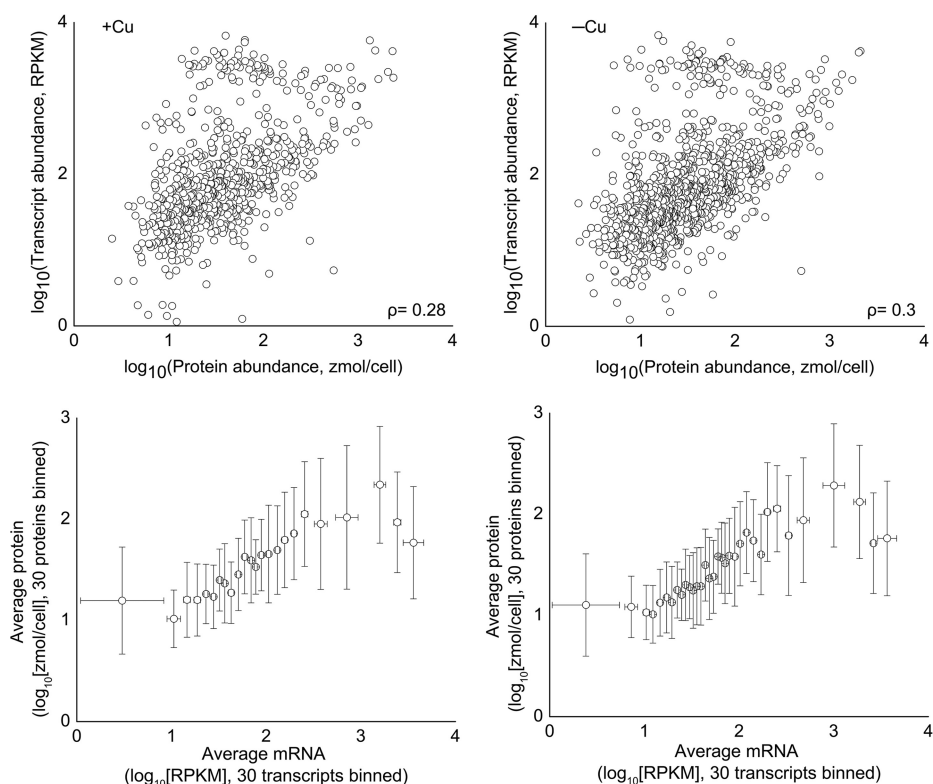 +Cu
4
2
0
log10(Transcript abundance, RPKM)
ρ= 0.28
0 1 2 3 4
log10(Protein abundance, zmol/cell)
–Cu
4
2
0
log10(Transcript abundance, RPKM)
ρ= 0.3
0 1 2 3 4
log10(Protein abundance, zmol/cell)
3
2
1
0
Average protein
(log10[zmol/cell], 30 proteins binned)
0 1 2 3 4
Average mRNA
(log10[RPKM], 30 transcripts binned)
3
2
1
0
Average protein
(log10[zmol/cell], 30 proteins binned)
0 1 2 3 4
Average mRNA
(log10[RPKM], 30 transcripts binned)